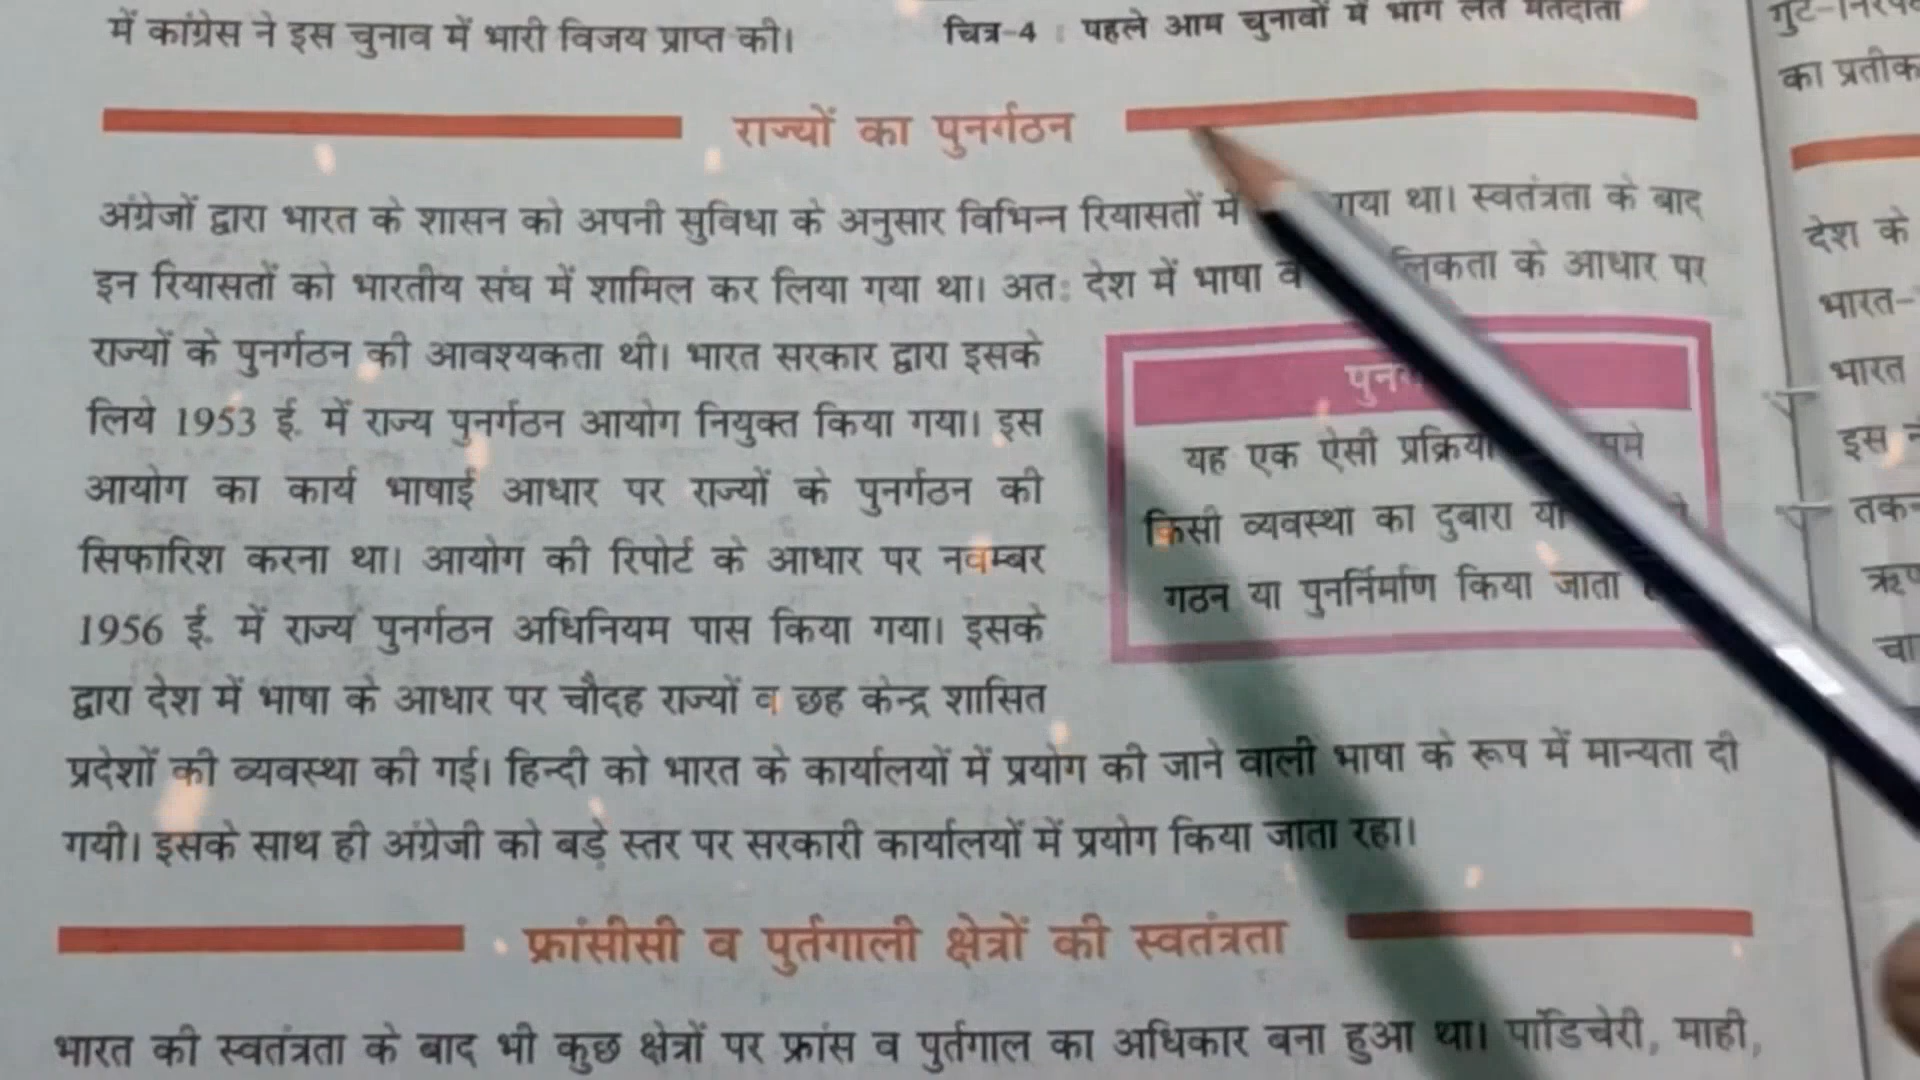 में कांग्रेस ने इस चुनाव में भारी विजय प्राप्त की।
चित्र-4 : पहले आम चुनावों में भाग लेते मतदाता
राज्यों का पुनर्गठन
अंग्रेजों द्वारा भारत के शासन को अपनी सुविधा के अनुसार विभिन्न रियासतों में गया था। स्वतंत्रता के बाद
इन रियासतों को भारतीय संघ में शामिल कर लिया गया था। अतः देश में भाषा के आधार पर
राज्यों के पुनर्गठन की आवश्यकता थी। भारत सरकार द्वारा इसके
लिये 1953 ई. में राज्य पुनर्गठन आयोग नियुक्त किया गया। इस
आयोग का कार्य भाषाई आधार पर राज्यों के पुनर्गठन की
सिफारिश करना था। आयोग की रिपोर्ट के आधार पर नवम्बर
1956 ई. में राज्य पुनर्गठन अधिनियम पास किया गया। इसके
द्वारा देश में भाषा के आधार पर चौदह राज्यों व छह केन्द्र शासित
प्रदेशों की व्यवस्था की गई। हिन्दी को भारत के कार्यालयों में प्रयोग की जाने वाली भाषा के रूप में मान्यता दी
गयी। इसके साथ ही अंग्रेजी को बड़े स्तर पर सरकारी कार्यालयों में प्रयोग किया जाता रहा।
यह एक ऐसी प्रक्रिया
किसी व्यवस्था का दुबारा
गठन या पुनर्निर्माण किया जाता
फ्रांसीसी व पुर्तगाली क्षेत्रों की स्वतंत्रता
भारत की स्वतंत्रता के बाद भी कुछ क्षेत्रों पर फ्रांस व पुर्तगाल का अधिकार बना हुआ था। पांडिचेरी, माही,
का प्रतीक
देश के
भारत-
भारत
इस